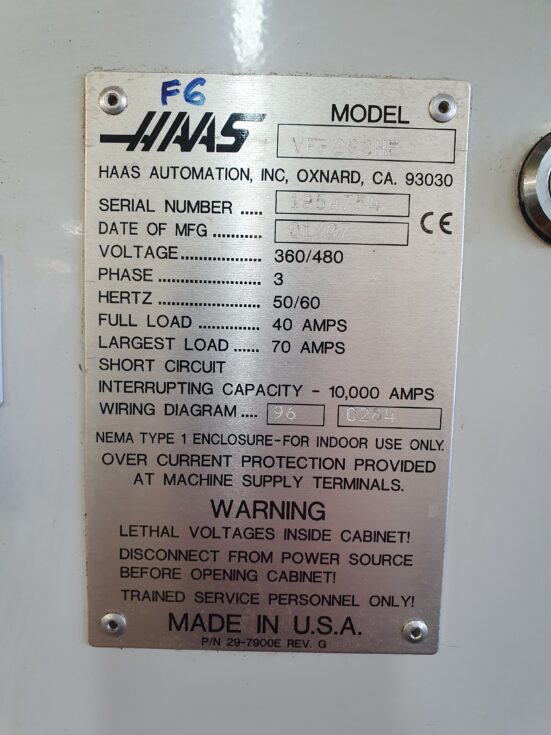 F6
HAAS
MODEL
HAAS AUTOMATION, INC, OXNARD, CA. 93030
SERIAL NUMBER .....
DATE OF MFG ........... 01/07
CE
VOLTAGE.................. 360/480
PHASE ....................... 3
HERTZ ...................... 50/60
FULL LOAD ............. 40 AMPS
LARGEST LOAD ...... 70 AMPS
SHORT CIRCUIT
INTERRUPTING CAPACITY - 10,000 AMPS
WIRING DIAGRAM .... 96 0284
NEMA TYPE 1 ENCLOSURE-FOR INDOOR USE ONLY.
OVER CURRENT PROTECTION PROVIDED
AT MACHINE SUPPLY TERMINALS.
WARNING
LETHAL VOLTAGES INSIDE CABINET!
DISCONNECT FROM POWER SOURCE
BEFORE OPENING CABINET!
TRAINED SERVICE PERSONNEL ONLY!
MADE IN U.S.A.
P/N 29-7900E REV. G